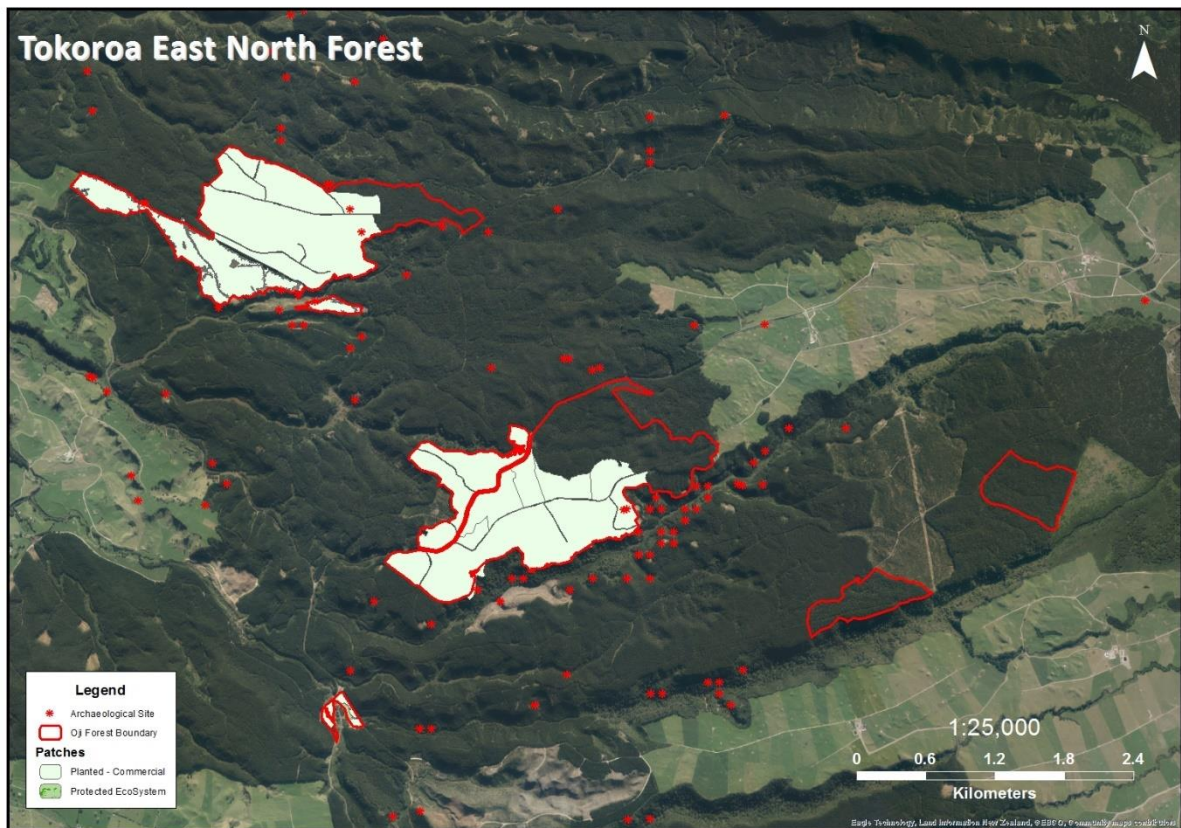 Tokoroa East North Forest
N
Legend
Archaeological Site
Oji Forest Boundary
Patches
Planted - Commercial
Protected EcoSystem
1:25,000
0 0.6 1.2 1.8 2.4
Kilometers
Eagle Technology, Land Information New Zealand, © EBSCO, Community maps contributors